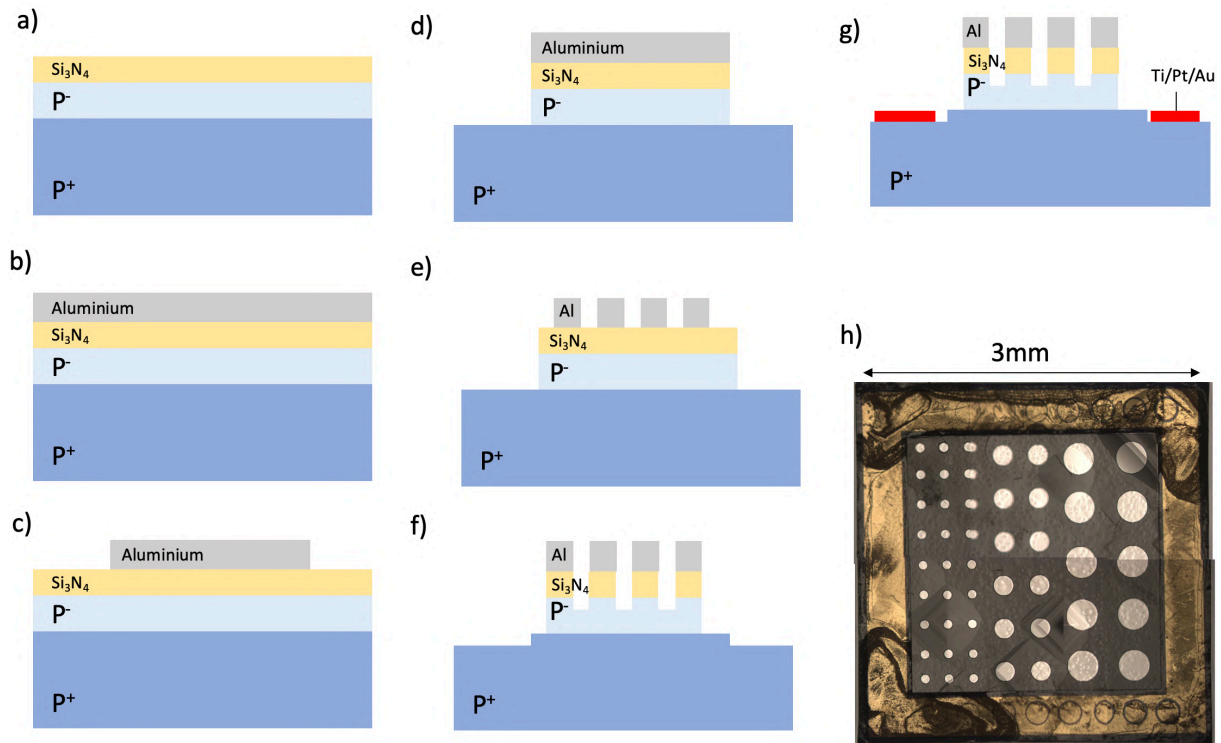 a)
Si₃N₄
P⁻
P⁺
b)
Aluminium
Si₃N₄
P⁻
P⁺
c)
Aluminium
Si₃N₄
P⁻
P⁺
d)
Aluminium
Si₃N₄
P⁻
P⁺
e)
Al
Si₃N₄
P⁻
P⁺
f)
Al
Si₃N₄
P⁻
g)
Al
Si₃N₄
P⁻
Ti/Pt/Au
P⁺
h)
3mm